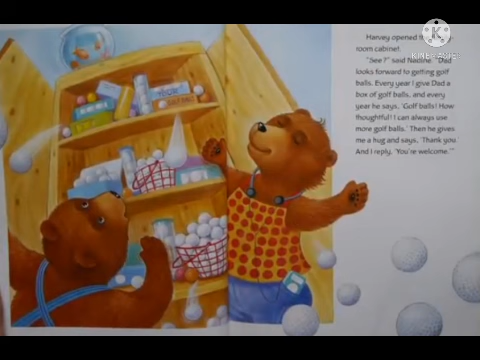 Harvey opened the
room cabinet.
"See?" said Nadine. "Dad
looks forward to getting golf
balls. Every year I give Dad a
box of golf balls, and every
year he says, 'Golf balls! How
thoughtful! I can always use
more golf balls.' Then he gives
me a hug and says, 'Thank you.'
And I reply, 'You're welcome.'"